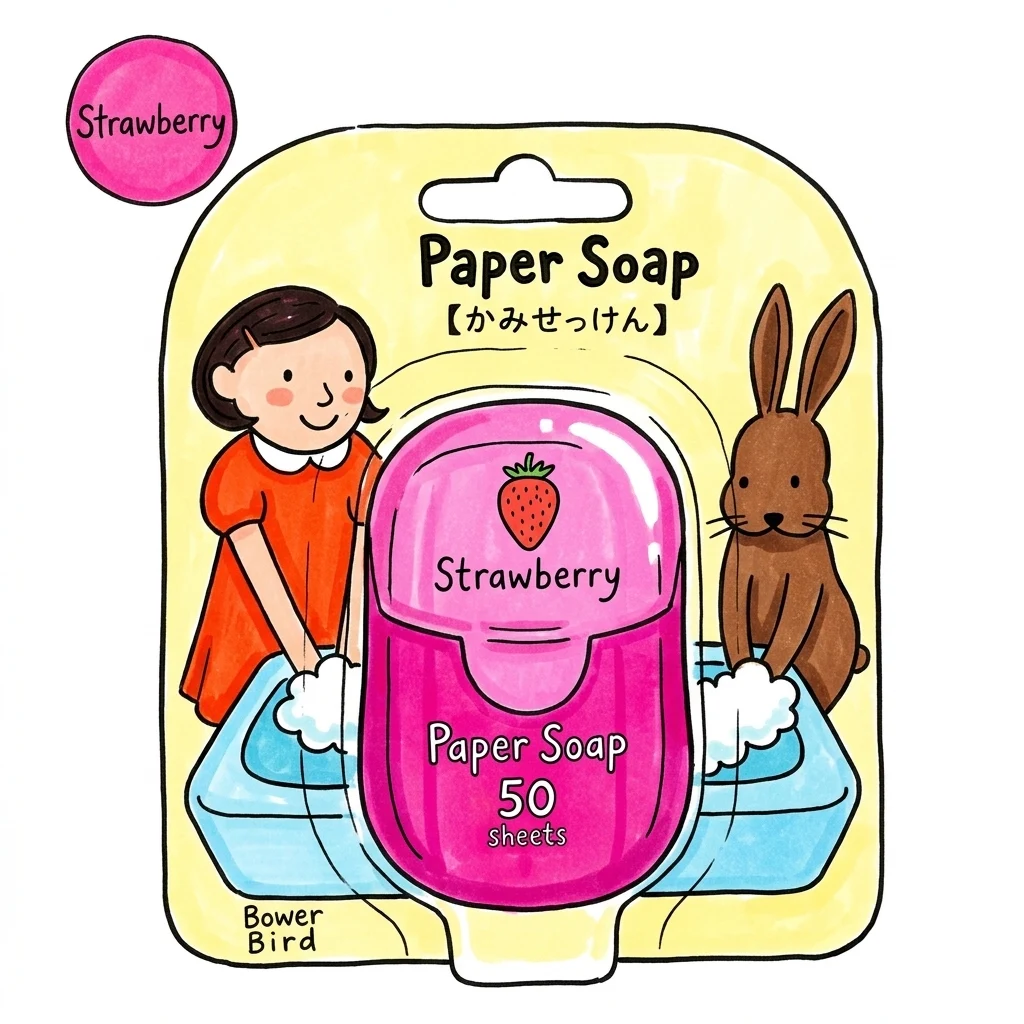 Strawberry
Paper Soap
【かみせっけん】
Strawberry
Paper Soap
50
sheets
Bower
Bird